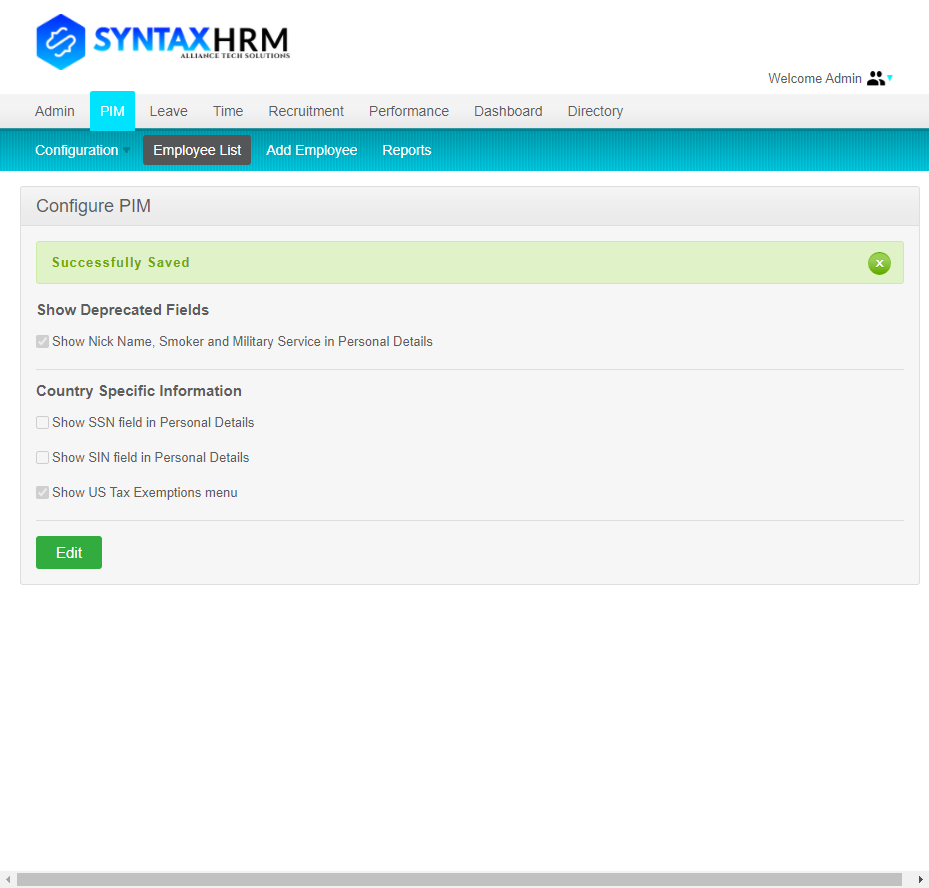 SYNTAXHRM
ALLIANCE TECH SOLUTIONS
Welcome Admin
Admin PIM Leave Time Recruitment Performance Dashboard Directory
Configuration Employee List Add Employee Reports
Configure PIM
Successfully Saved
Show Deprecated Fields
Show Nick Name, Smoker and Military Service in Personal Details
Country Specific Information
Show SSN field in Personal Details
Show SIN field in Personal Details
Show US Tax Exemptions menu
Edit